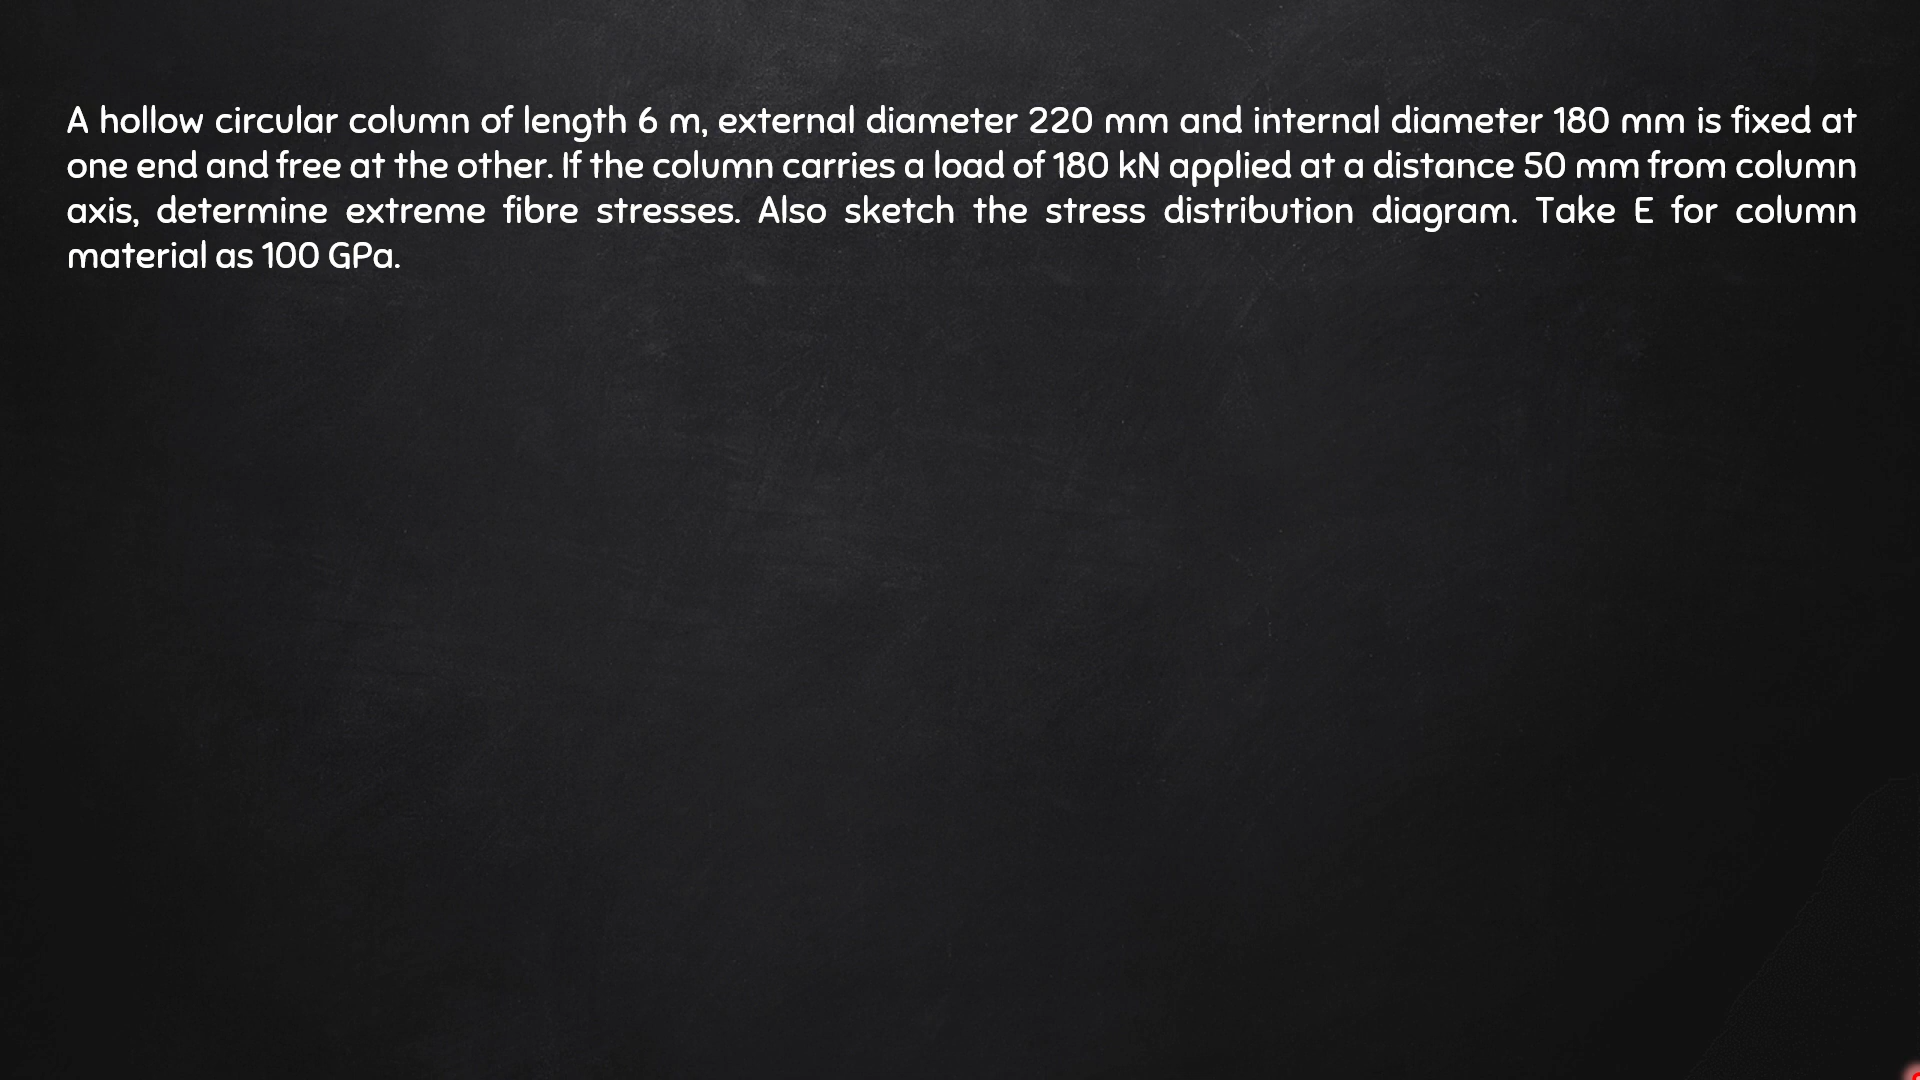 A hollow circular column of length 6 m, external diameter 220 mm and internal diameter 180 mm is fixed at
one end and free at the other. If the column carries a load of 180 kN applied at a distance 50 mm from column
axis, determine extreme fibre stresses. Also sketch the stress distribution diagram. Take E for column
material as 100 GPa.